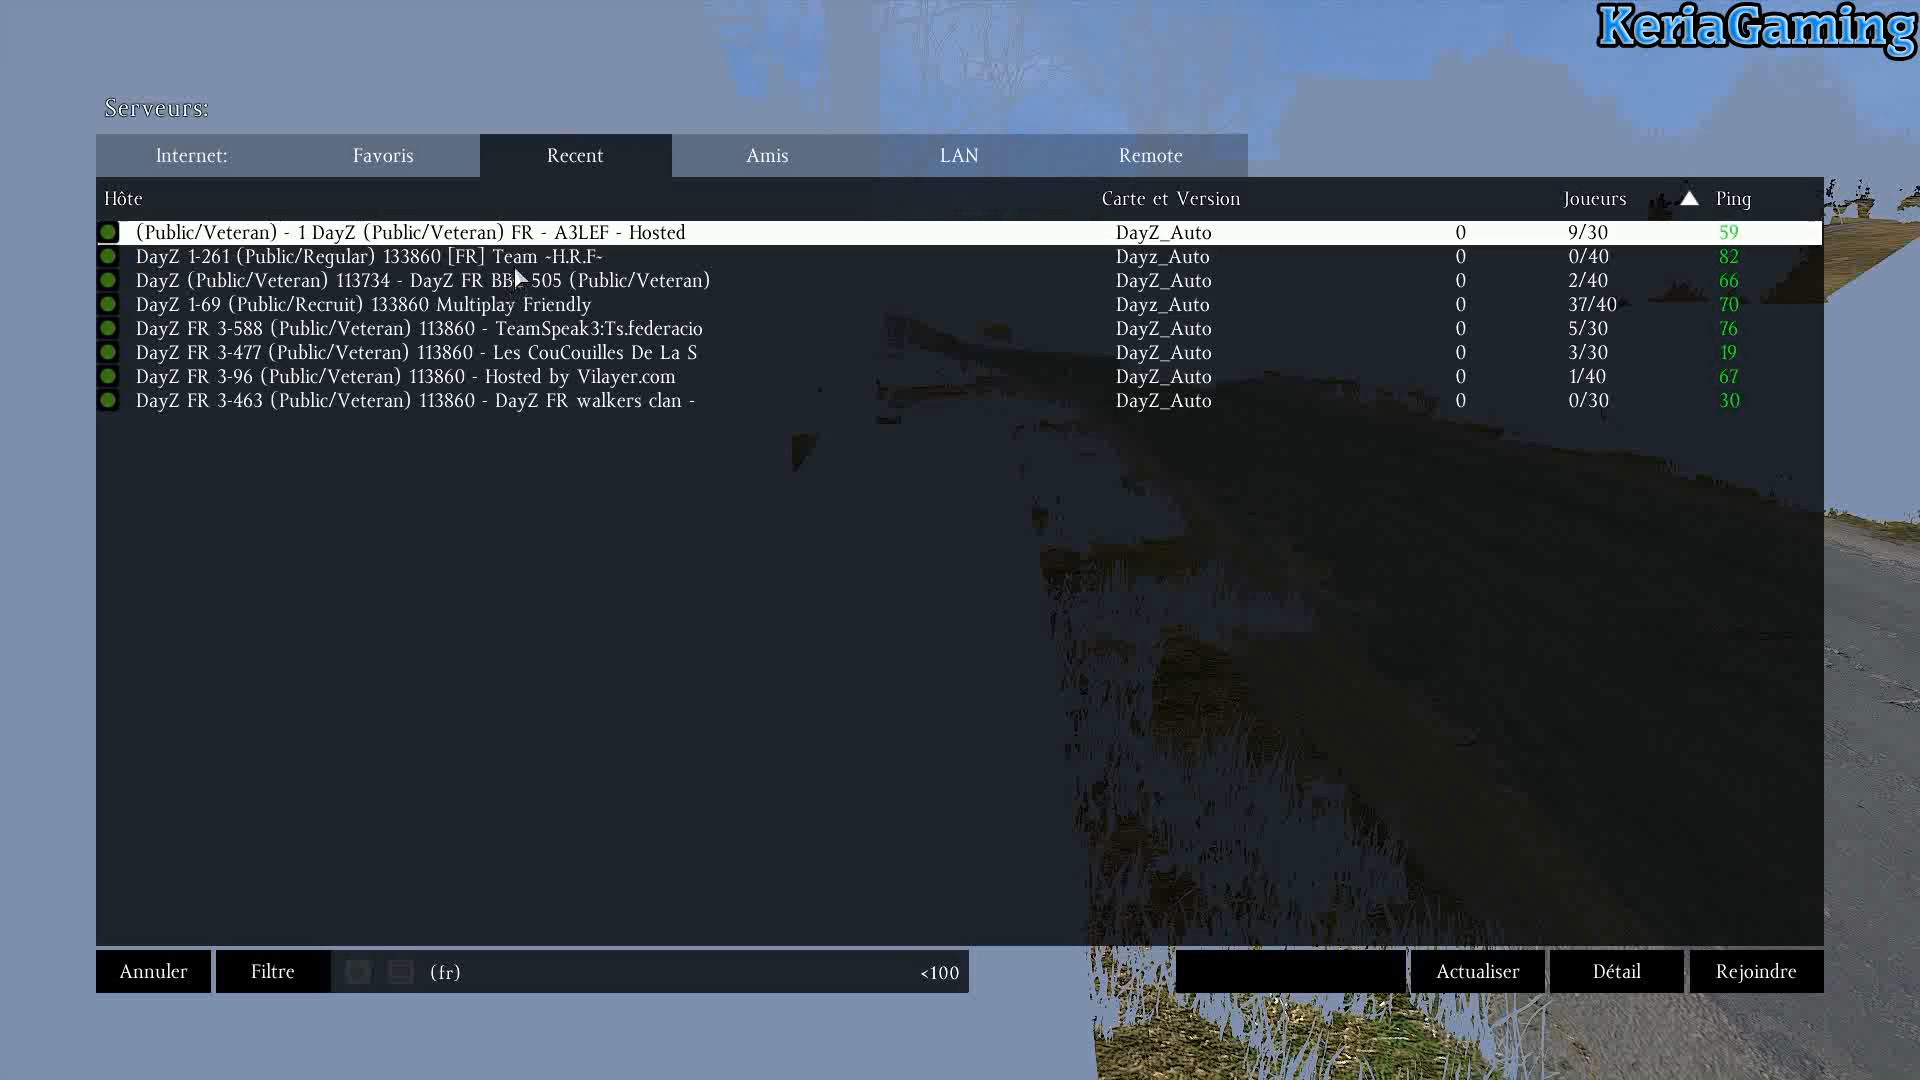 KeriaGaming
Serveurs:
Internet: Favoris Recent Amis LAN Remote
Hôte Carte et Version Joueurs Ping
(Public/Veteran) - 1 DayZ (Public/Veteran) FR - A3LEF - Hosted DayZ_Auto 0 9/30 59
DayZ 1-261 (Public/Regular) 133860 [FR] Team ~H.R.F~ Dayz_Auto 0 0/40 82
DayZ (Public/Veteran) 113734 - DayZ FR 505 (Public/Veteran) DayZ_Auto 0 2/40 66
DayZ 1-69 (Public/Recruit) 133860 Multiplay Friendly Dayz_Auto 0 37/40 70
DayZ FR 3-588 (Public/Veteran) 113860 - TeamSpeak3:Ts.federacio DayZ_Auto 0 5/30 76
DayZ FR 3-477 (Public/Veteran) 113860 - Les CouCouilles De La S DayZ_Auto 0 3/30 19
DayZ FR 3-96 (Public/Veteran) 113860 - Hosted by Vilayer.com DayZ_Auto 0 1/40 67
DayZ FR 3-463 (Public/Veteran) 113860 - DayZ FR walkers clan - DayZ_Auto 0 0/30 30
Annuler Filtre (fr) <100 Actualiser Détail Rejoindre